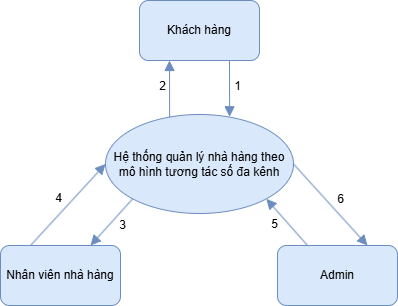 Khách hàng
2
1
Hệ thống quản lý nhà hàng theo
mô hình tương tác số đa kênh
4
3
6
5
Nhân viên nhà hàng
Admin